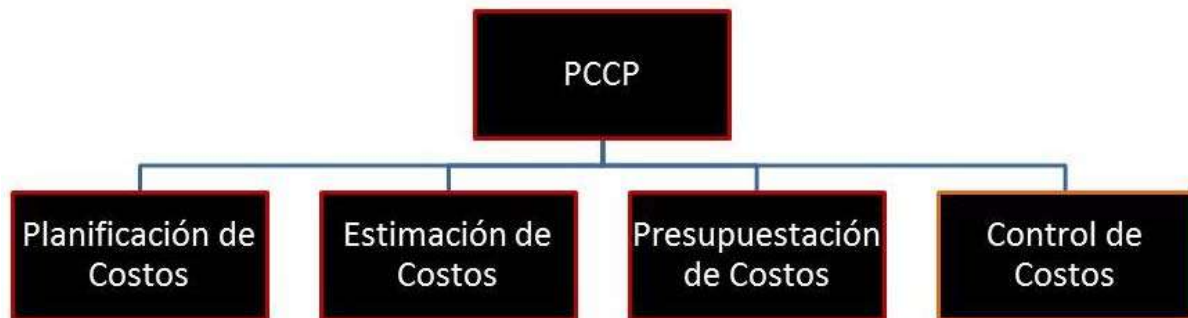 PCCP
Planificación de
Costos
Estimación de
Costos
Presupuestación
de Costos
Control de
Costos